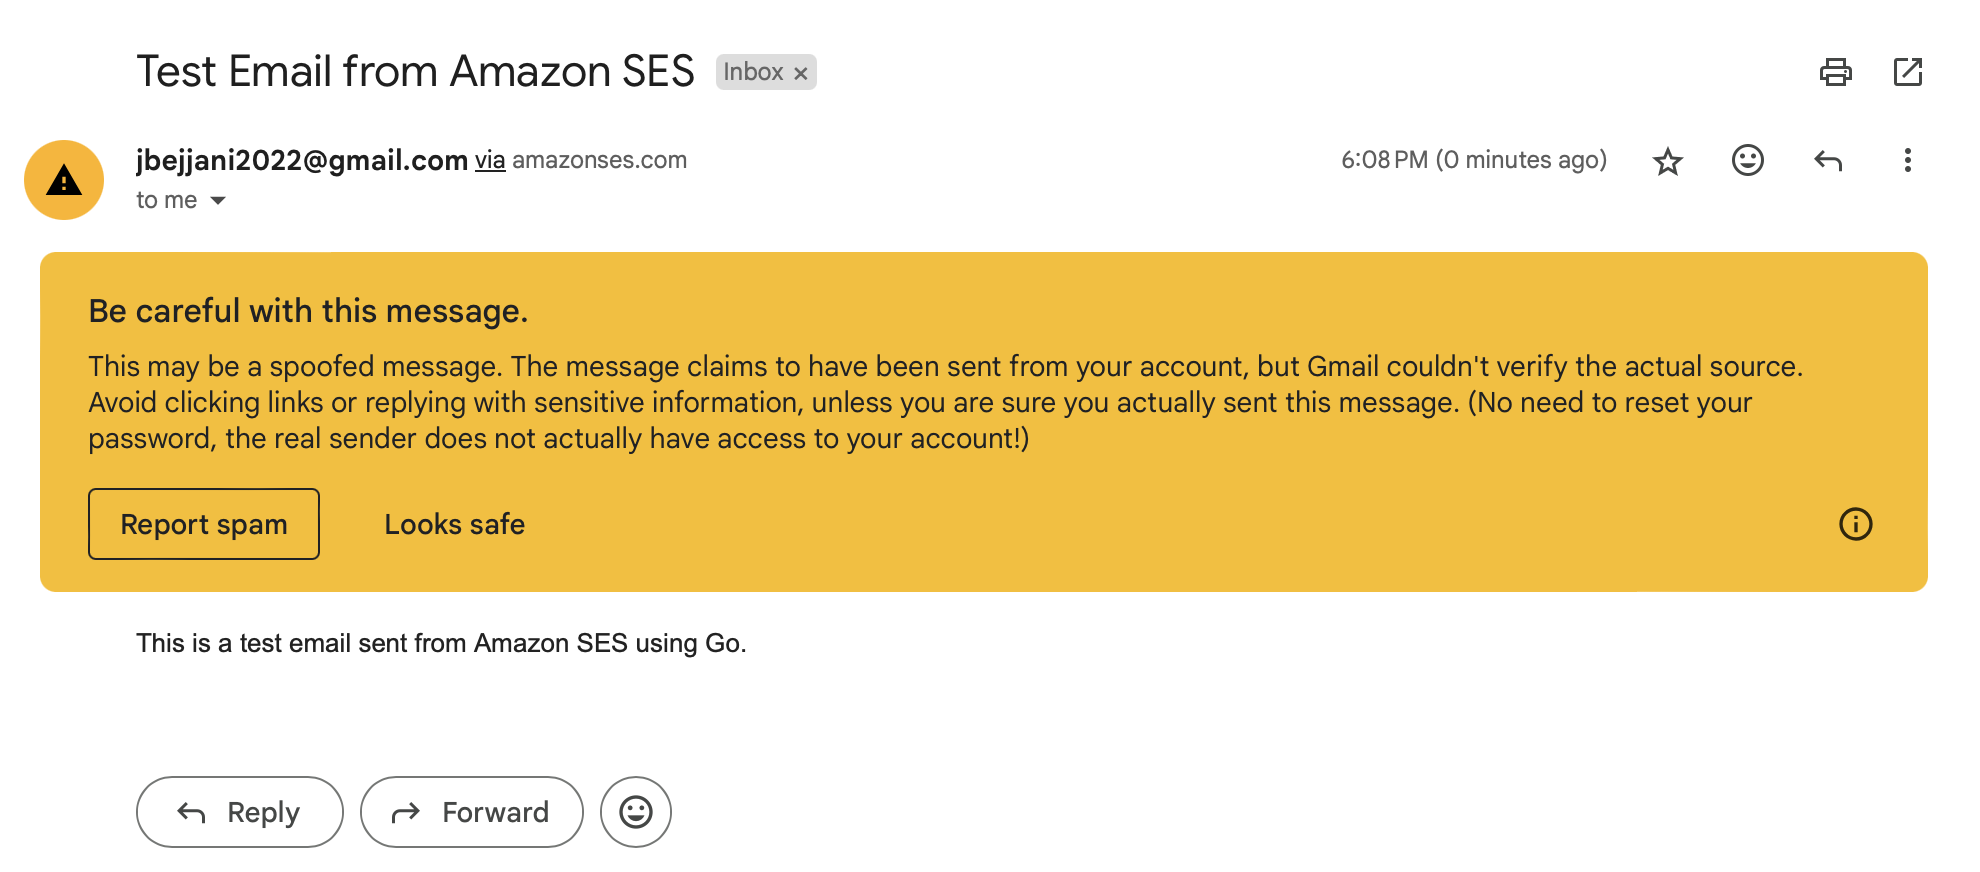 Test Email from Amazon SES Inbox ×
jbejjani2022@gmail.com via amazonses.com 6:08 PM (0 minutes ago)
to me
Be careful with this message.
This may be a spoofed message. The message claims to have been sent from your account, but Gmail couldn't verify the actual source.
Avoid clicking links or replying with sensitive information, unless you are sure you actually sent this message. (No need to reset your
password, the real sender does not actually have access to your account!)
Report spam Looks safe
This is a test email sent from Amazon SES using Go.
Reply Forward